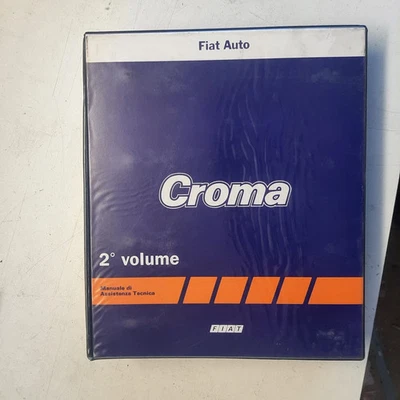 Fiat Auto
Croma
2° volume
Manuale di
Assistenza Tecnica
FIAT